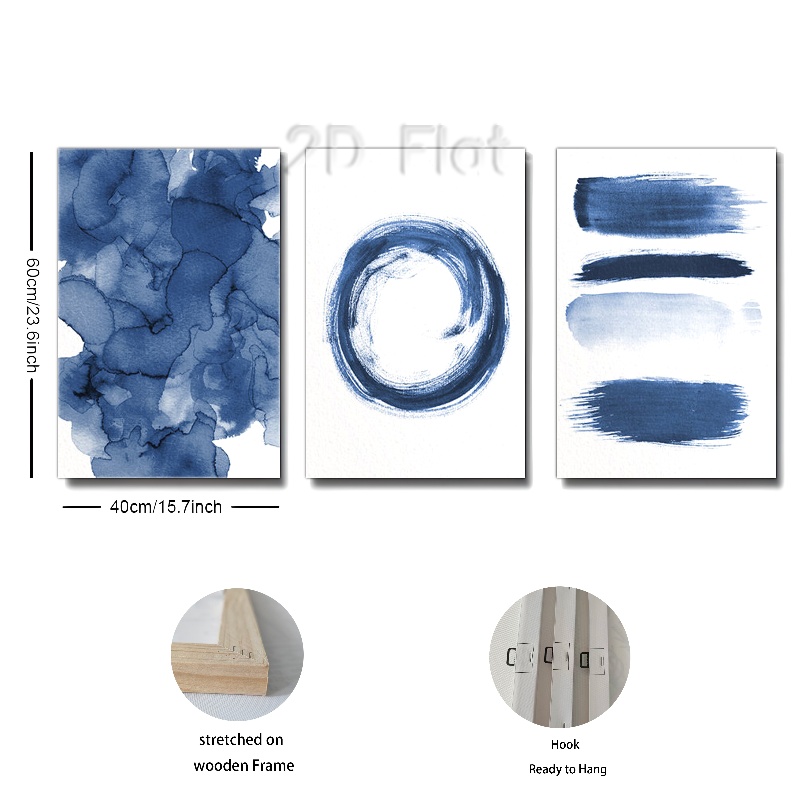 2D Flat
60cm/23.6inch
40cm/15.7inch
stretched on
wooden Frame
Hook
Ready to Hang